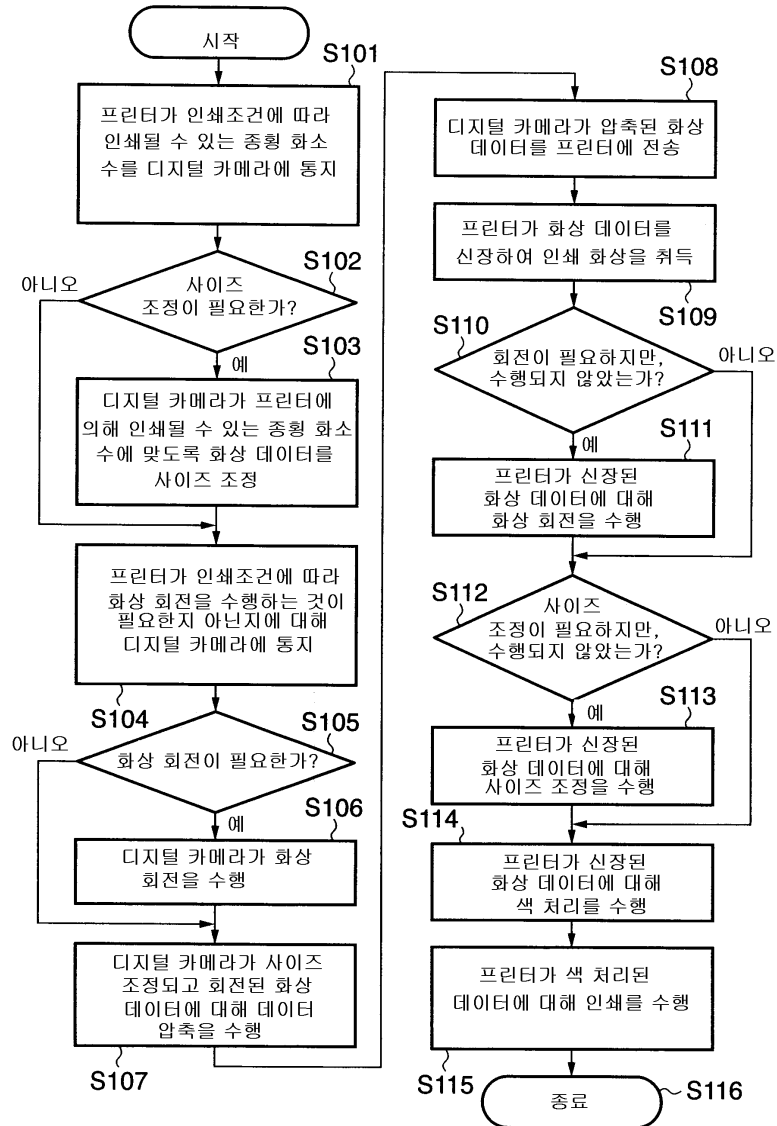 시작
S101
프린터가 인쇄조건에 따라
인쇄될 수 있는 종횡 화소
수를 디지털 카메라에 통지
S102
사이즈
조정이 필요한가?
아니오
예
S103
디지털 카메라가 프린터에
의해 인쇄될 수 있는 종횡 화소
수에 맞도록 화상 데이터를
사이즈 조정
프린터가 인쇄조건에 따라
화상 회전을 수행하는 것이
필요한지 아닌지에 대해
디지털 카메라에 통지
S104
S105
화상 회전이 필요한가?
아니오
예
S106
디지털 카메라가 화상
회전을 수행
디지털 카메라가 사이즈
조정되고 회전된 화상
데이터에 대해 데이터
압축을 수행
S107
S108
디지털 카메라가 압축된 화상
데이터를 프린터에 전송
프린터가 화상 데이터를
신장하여 인쇄 화상을 취득
S109
S110
회전이 필요하지만,
수행되지 않았는가?
아니오
예
S111
프린터가 신장된
화상 데이터에 대해
화상 회전을 수행
S112
사이즈
조정이 필요하지만,
수행되지 않았는가?
아니오
예
S113
프린터가 신장된
화상 데이터에 대해
사이즈 조정을 수행
S114
프린터가 신장된
화상 데이터에 대해
색 처리를 수행
프린터가 색 처리된
데이터에 대해 인쇄를 수행
S115
종료
S116